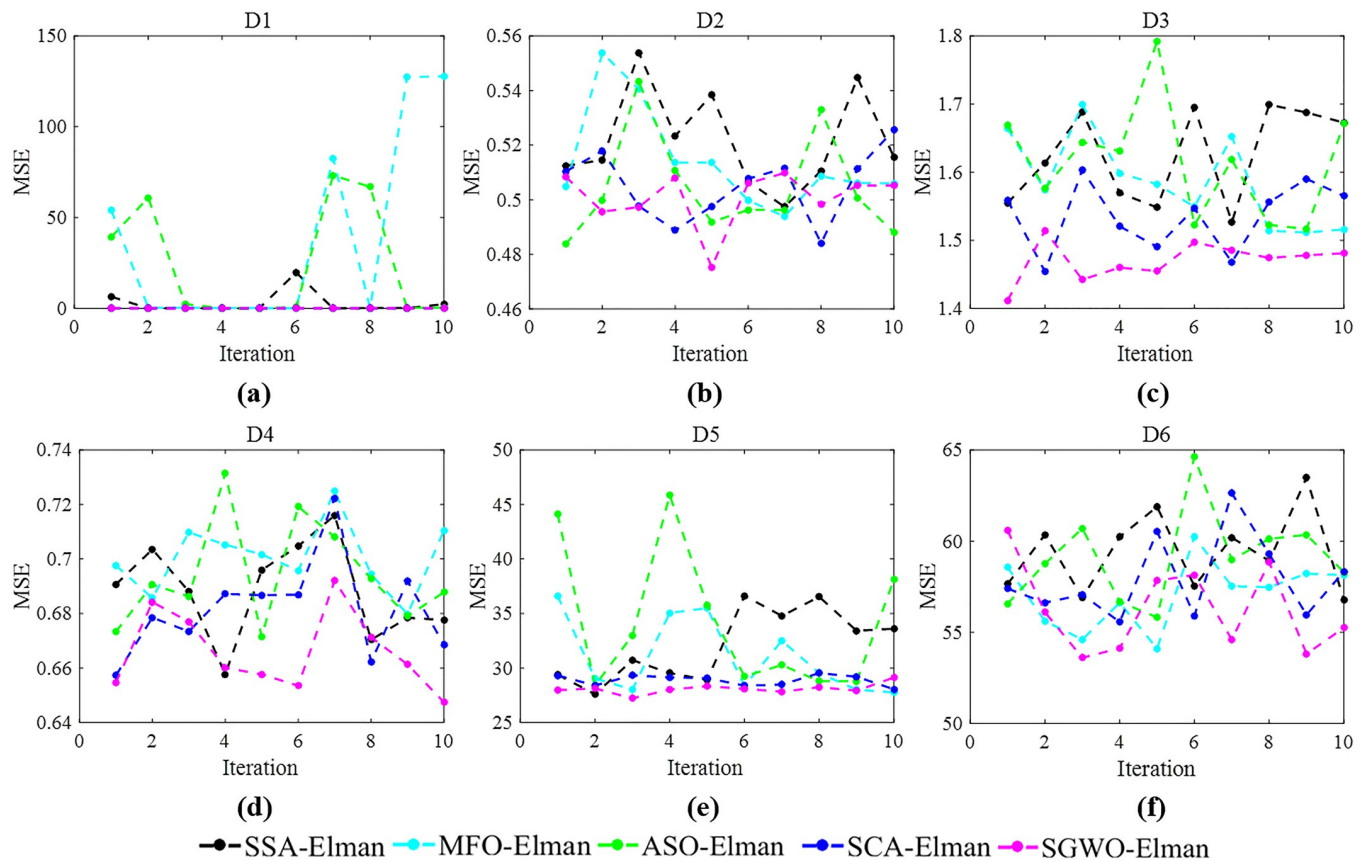 D1
150
100
50
0
MSE
0 2 4 6 8 10
Iteration
(a)
D2
0.56
0.54
0.52
0.5
0.48
0.46
MSE
0 2 4 6 8 10
Iteration
(b)
D3
1.8
1.7
1.6
1.5
1.4
MSE
0 2 4 6 8 10
Iteration
(c)
D4
0.74
0.72
0.7
0.68
0.66
0.64
MSE
0 2 4 6 8 10
Iteration
(d)
D5
50
45
40
35
30
25
MSE
0 2 4 6 8 10
Iteration
(e)
D6
65
60
55
50
MSE
0 2 4 6 8 10
Iteration
(f)
SSA-Elman MFO-Elman ASO-Elman SCA-Elman SGWO-Elman